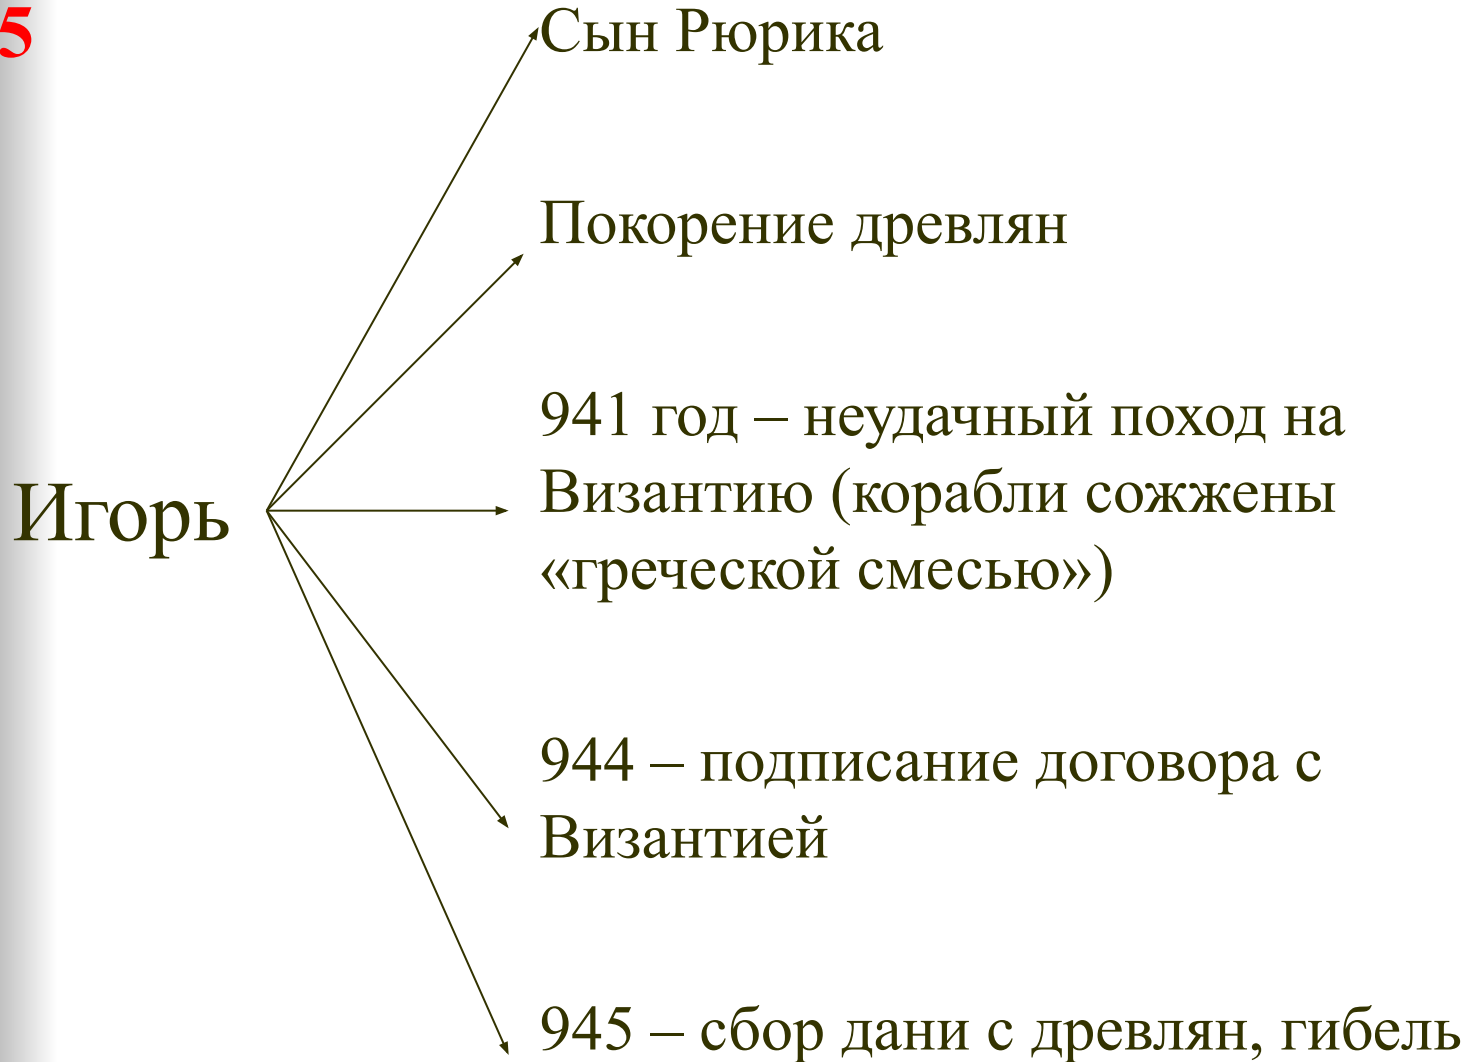 5
Сын Рюрика
Покорение древлян
941 год – неудачный поход на
Византию (корабли сожжены
«греческой смесью»)
Игорь
944 – подписание договора с
Византией
945 – сбор дани с древлян, гибель